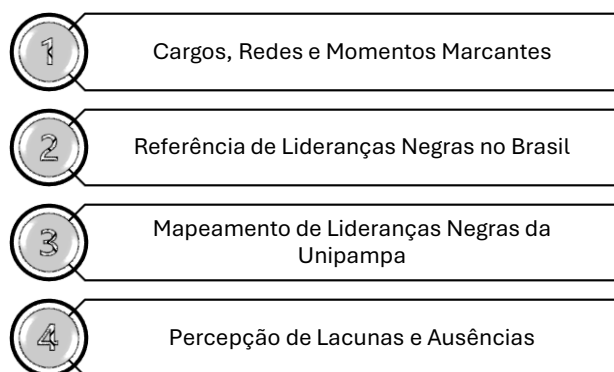 1
Cargos, Redes e Momentos Marcantes
2
Referência de Lideranças Negras no Brasil
3
Mapeamento de Lideranças Negras da
Unipampa
4
Percepção de Lacunas e Ausências